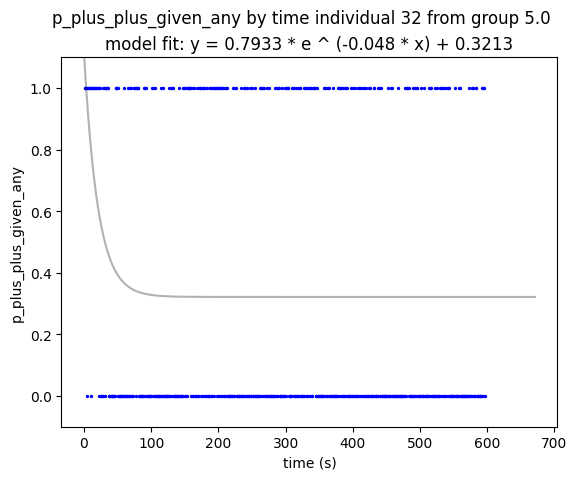 p_plus_plus_given_any by time individual 32 from group 5.0
model fit: y = 0.7933 * e ^ (-0.048 * x) + 0.3213
p_plus_plus_given_any
1.0
0.8
0.6
0.4
0.2
0.0
0 100 200 300 400 500 600 700
time (s)